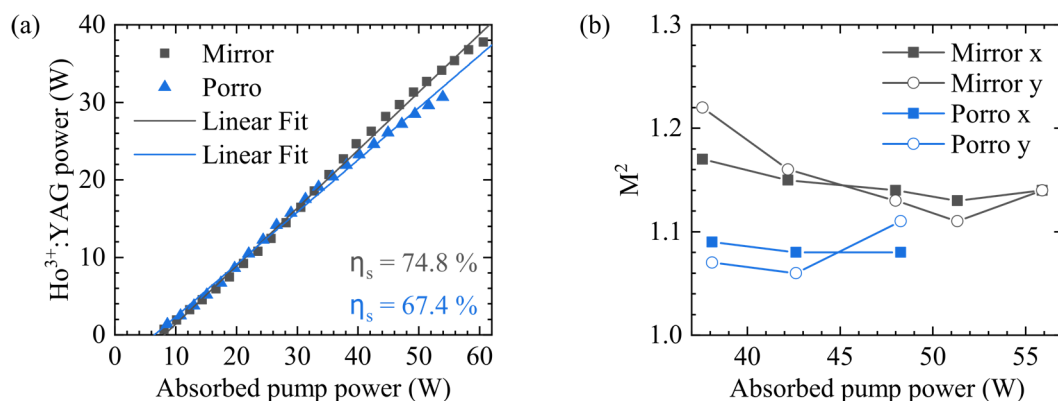 (a)
40
30
20
10
0
Ho³⁺:YAG power (W)
Mirror
Porro
Linear Fit
Linear Fit
ηs = 74.8 %
ηs = 67.4 %
0 10 20 30 40 50 60
Absorbed pump power (W)
(b)
1.3
1.2
1.1
1.0
M²
Mirror x
Mirror y
Porro x
Porro y
40 45 50 55
Absorbed pump power (W)